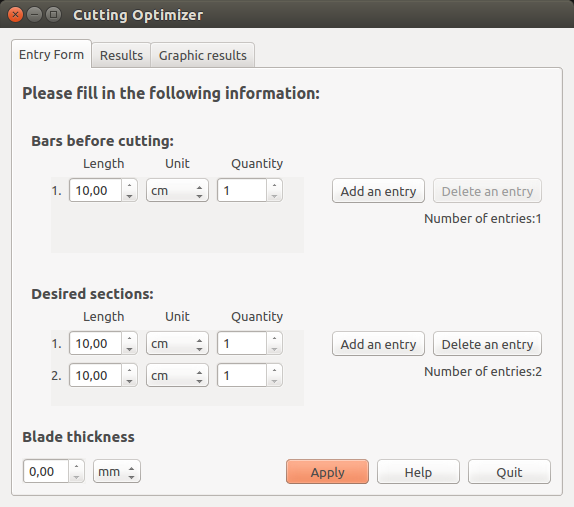 Cutting Optimizer
Entry Form Results Graphic results
Please fill in the following information:
Bars before cutting:
Length Unit Quantity
1. 10,00 cm 1 Add an entry Delete an entry
Number of entries:1
Desired sections:
Length Unit Quantity
1. 10,00 cm 1 Add an entry Delete an entry
2. 10,00 cm 1 Number of entries:2
Blade thickness
0,00 mm Apply Help Quit